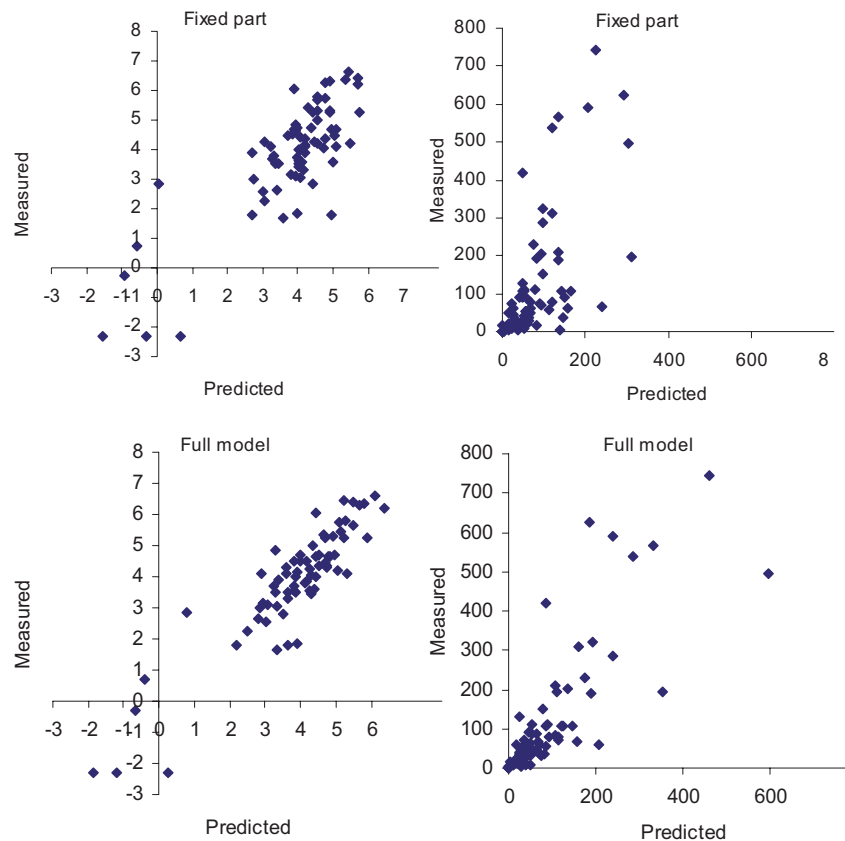 Fixed part
8
7
6
5
4
3
2
1
0
-1
-2
-3
-3 -2 -1 0 1 2 3 4 5 6 7
Measured
Predicted
Fixed part
800
700
600
500
400
300
200
100
0
0 200 400 600 8
Measured
Predicted
Full model
8
7
6
5
4
3
2
1
0
-1
-2
-3
-3 -2 -1 0 1 2 3 4 5 6
Measured
Predicted
Full model
800
700
600
500
400
300
200
100
0
0 200 400 600
Measured
Predicted